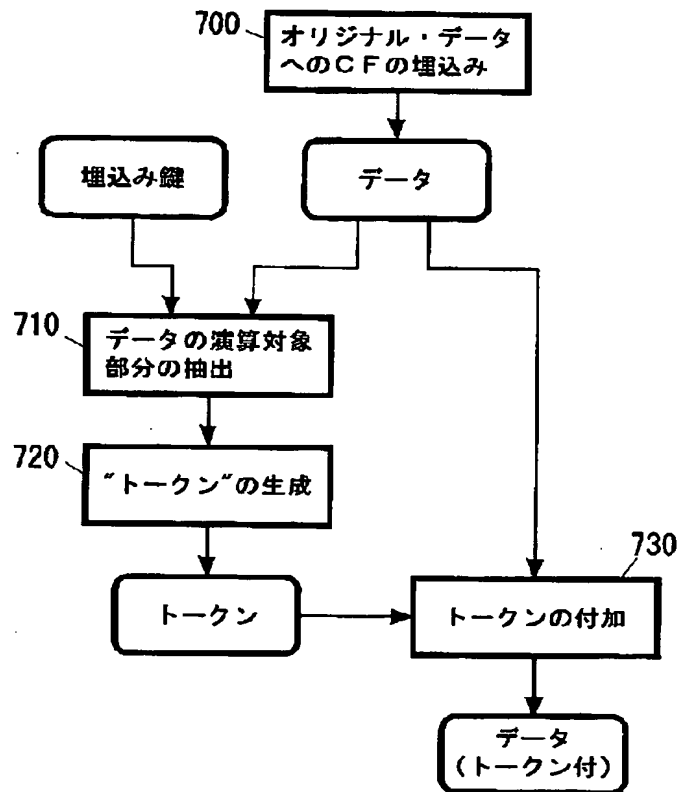 700
オリジナル・データ
へのCFの埋込み
埋込み鍵
データ
710
データの演算対象
部分の抽出
720
"トークン"の生成
730
トークン
トークンの付加
データ
(トークン付)